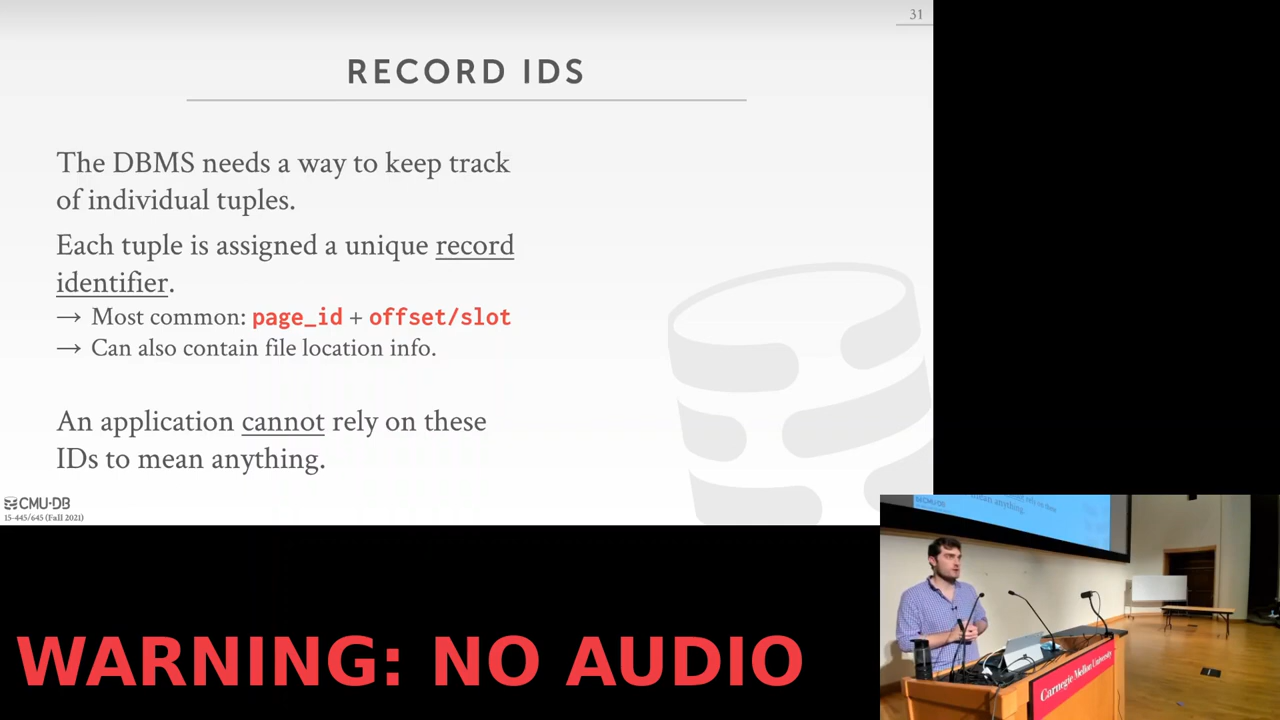 31
RECORD IDS
The DBMS needs a way to keep track
of individual tuples.
Each tuple is assigned a unique record
identifier.
→ Most common: page_id + offset/slot
→ Can also contain file location info.
An application cannot rely on these
IDs to mean anything.
CMU·DB
15-445/645 (Fall 2021)
WARNING: NO AUDIO
mean anything.
Carnegie Mellon University